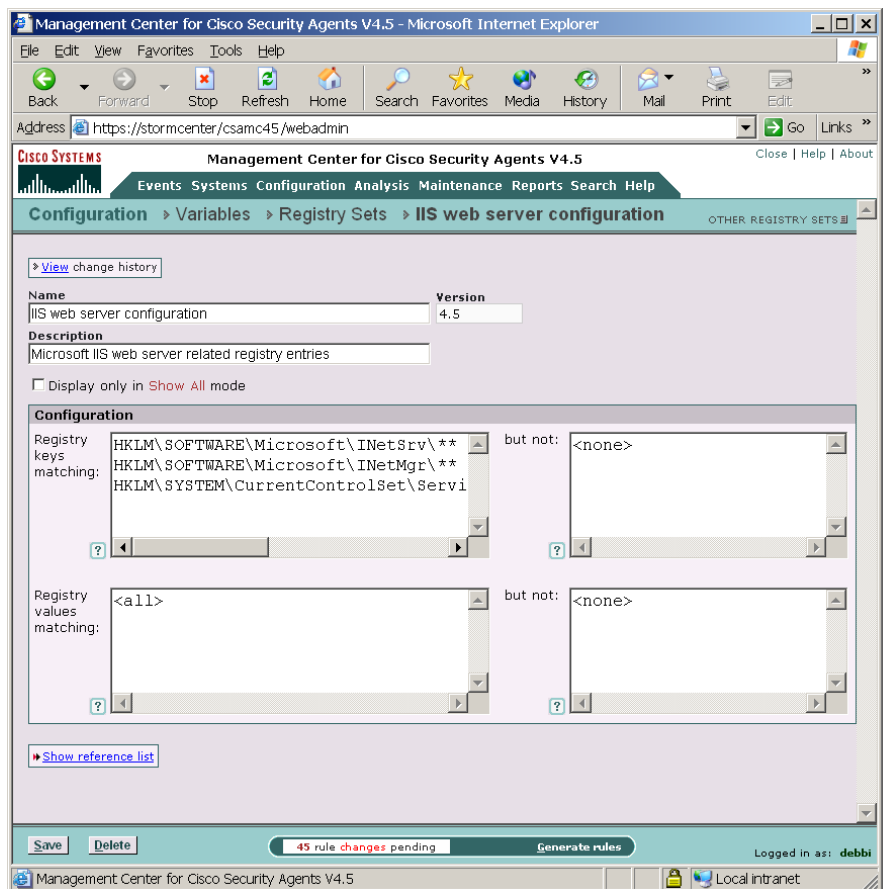 Management Center for Cisco Security Agents V4.5 - Microsoft Internet Explorer
File Edit View Favorites Tools Help
Back Forward Stop Refresh Home Search Favorites Media History Mail Print Edit »
Address https://stormcenter/csamc45/webadmin Go Links »
CISCO SYSTEMS
Management Center for Cisco Security Agents V4.5
Close | Help | About
Events Systems Configuration Analysis Maintenance Reports Search Help
Configuration > Variables > Registry Sets > IIS web server configuration
OTHER REGISTRY SETS
View change history
Name
Version
IIS web server configuration
4.5
Description
Microsoft IIS web server related registry entries
Display only in Show All mode
Configuration
Registry keys matching:
HKLM\SOFTWARE\Microsoft\INetSrv\**
HKLM\SOFTWARE\Microsoft\INetMgr\**
HKLM\SYSTEM\CurrentControlSet\Servi
?
but not:
<none>
?
Registry values matching:
<all>
?
but not:
<none>
?
Show reference list
Save Delete
45 rule changes pending
Generate rules
Logged in as: debbi
Management Center for Cisco Security Agents V4.5
Local intranet